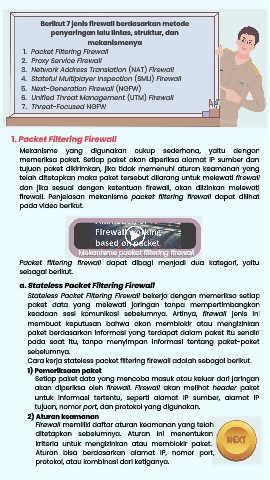 Berikut 7 jenis firewall berdasarkan metode
penyaringan lalu lintas, struktur, dan
mekanismenya
1. Packet Filtering Firewall
2. Proxy Service Firewall
3. Network Address Translation (NAT) Firewall
4. Stateful Multiplayer Inspection (SMLI) Firewall
5. Next-Generation Firewall (NGFW)
6. Unified Threat Management (UTM) Firewall
7. Threat-Focused NGFW
1. Packet Filtering Firewall
Mekanisme yang digunakan cukup sederhana, yaitu dengan
memeriksa paket. Setiap paket akan diperiksa alamat IP sumber dan
tujuan paket dikirimkan, jika tidak memenuhi aturan keamanan yang
telah ditetapkan maka paket tersebut dilarang untuk melewati firewall
dan jika sesuai dengan ketentuan firewall, akan diizinkan melewati
firewall. Penjelasan mekanisme packet filtering firewall dapat dilihat
pada video berikut.
Firewall working
based on packet
Mekanisme packet filtering firewall
Packet filtering firewall dapat dibagi menjadi dua kategori, yaitu
sebagai berikut.
a. Stateless Packet Filtering Firewall
Stateless Packet Filtering Firewall bekerja dengan memeriksa setiap
paket data yang melewati jaringan tanpa mempertimbangkan
keadaan sesi komunikasi sebelumnya. Artinya, firewall jenis ini
membuat keputusan bahwa akan memblokir atau mengizinkan
paket berdasarkan informasi yang terdapat dalam paket itu sendiri
pada saat itu, tanpa menyimpan informasi tentang paket-paket
sebelumnya.
Cara kerja stateless packet filtering firewall adalah sebagai berikut.
1) Pemeriksaan paket
Setiap paket data yang mencoba masuk atau keluar dari jaringan
akan diperiksa oleh firewall. Firewall akan melihat header paket
untuk informasi tertentu, seperti alamat IP sumber, alamat IP
tujuan, nomor port, dan protokol yang digunakan.
2) Aturan keamanan
Firewall memiliki daftar aturan keamanan yang telah
ditetapkan sebelumnya. Aturan ini menentukan
kriteria untuk mengizinkan atau memblokir paket.
Aturan bisa berdasarkan alamat IP, nomor port,
protokol, atau kombinasi dari ketiganya.
NEXT